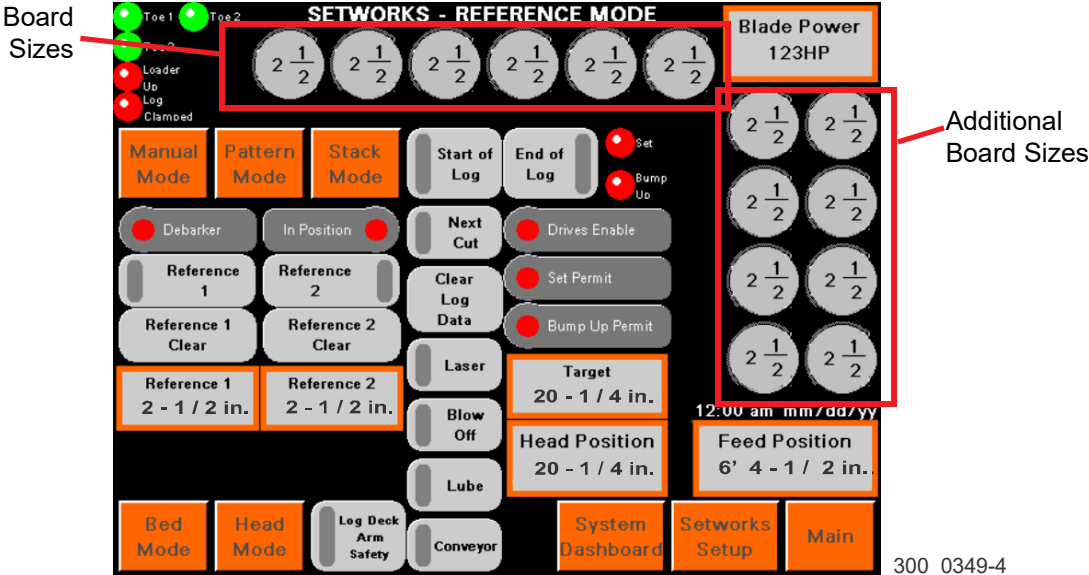 Board
Sizes
Toe 1
Toe 2
SETWORKS - REFERENCE MODE
Blade Power
123HP
Loader
Up
Log
Clamped
2 1/2 2 1/2 2 1/2 2 1/2 2 1/2 2 1/2
2 1/2 2 1/2
2 1/2 2 1/2
2 1/2 2 1/2
2 1/2 2 1/2
Additional
Board Sizes
Manual
Mode
Pattern
Mode
Stack
Mode
Start of
Log
End of
Log
Set
Bump
Up
Debarker
In Position
Next
Cut
Drives Enable
Reference
1
Reference
2
Clear
Log
Data
Set Permit
Reference 1
Clear
Reference 2
Clear
Bump Up Permit
Laser
Reference 1
2 - 1 / 2 in.
Reference 2
2 - 1 / 2 in.
Target
20 - 1 / 4 in.
Blow
Off
12:00 am mm/dd/yy
Head Position
20 - 1 / 4 in.
Feed Position
6' 4 - 1 / 2 in.
Lube
Bed
Mode
Head
Mode
Log Deck
Arm
Safety
Conveyor
System
Dashboard
Setworks
Setup
Main
300 0349-4